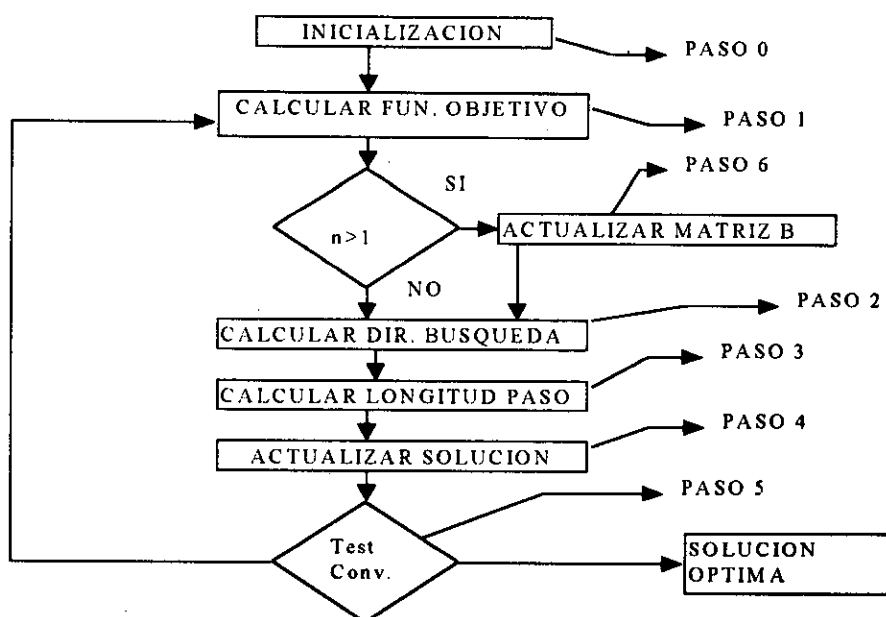 INICIALIZACION
PASO 0
CALCULAR FUN. OBJETIVO
PASO 1
PASO 6
SI
n>1
ACTUALIZAR MATRIZ B
NO
PASO 2
CALCULAR DIR. BUSQUEDA
PASO 3
CALCULAR LONGITUD PASO
PASO 4
ACTUALIZAR SOLUCION
PASO 5
Test
Conv.
SOLUCION
OPTIMA